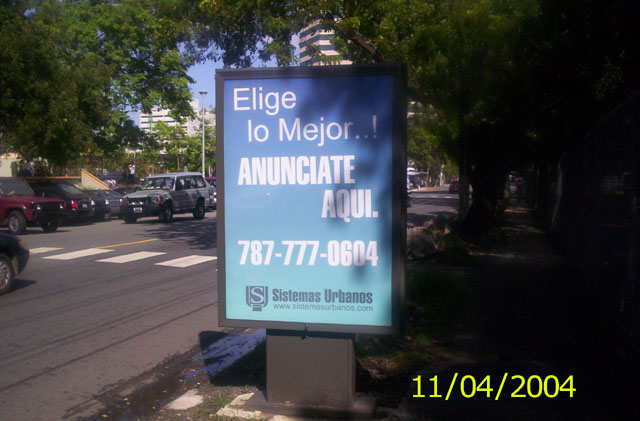 Elige
lo Mejor..!
ANUNCIATE
AQUI.
787-777-0604
Sistemas Urbanos
www.sistemasurbanos.com
11/04/2004